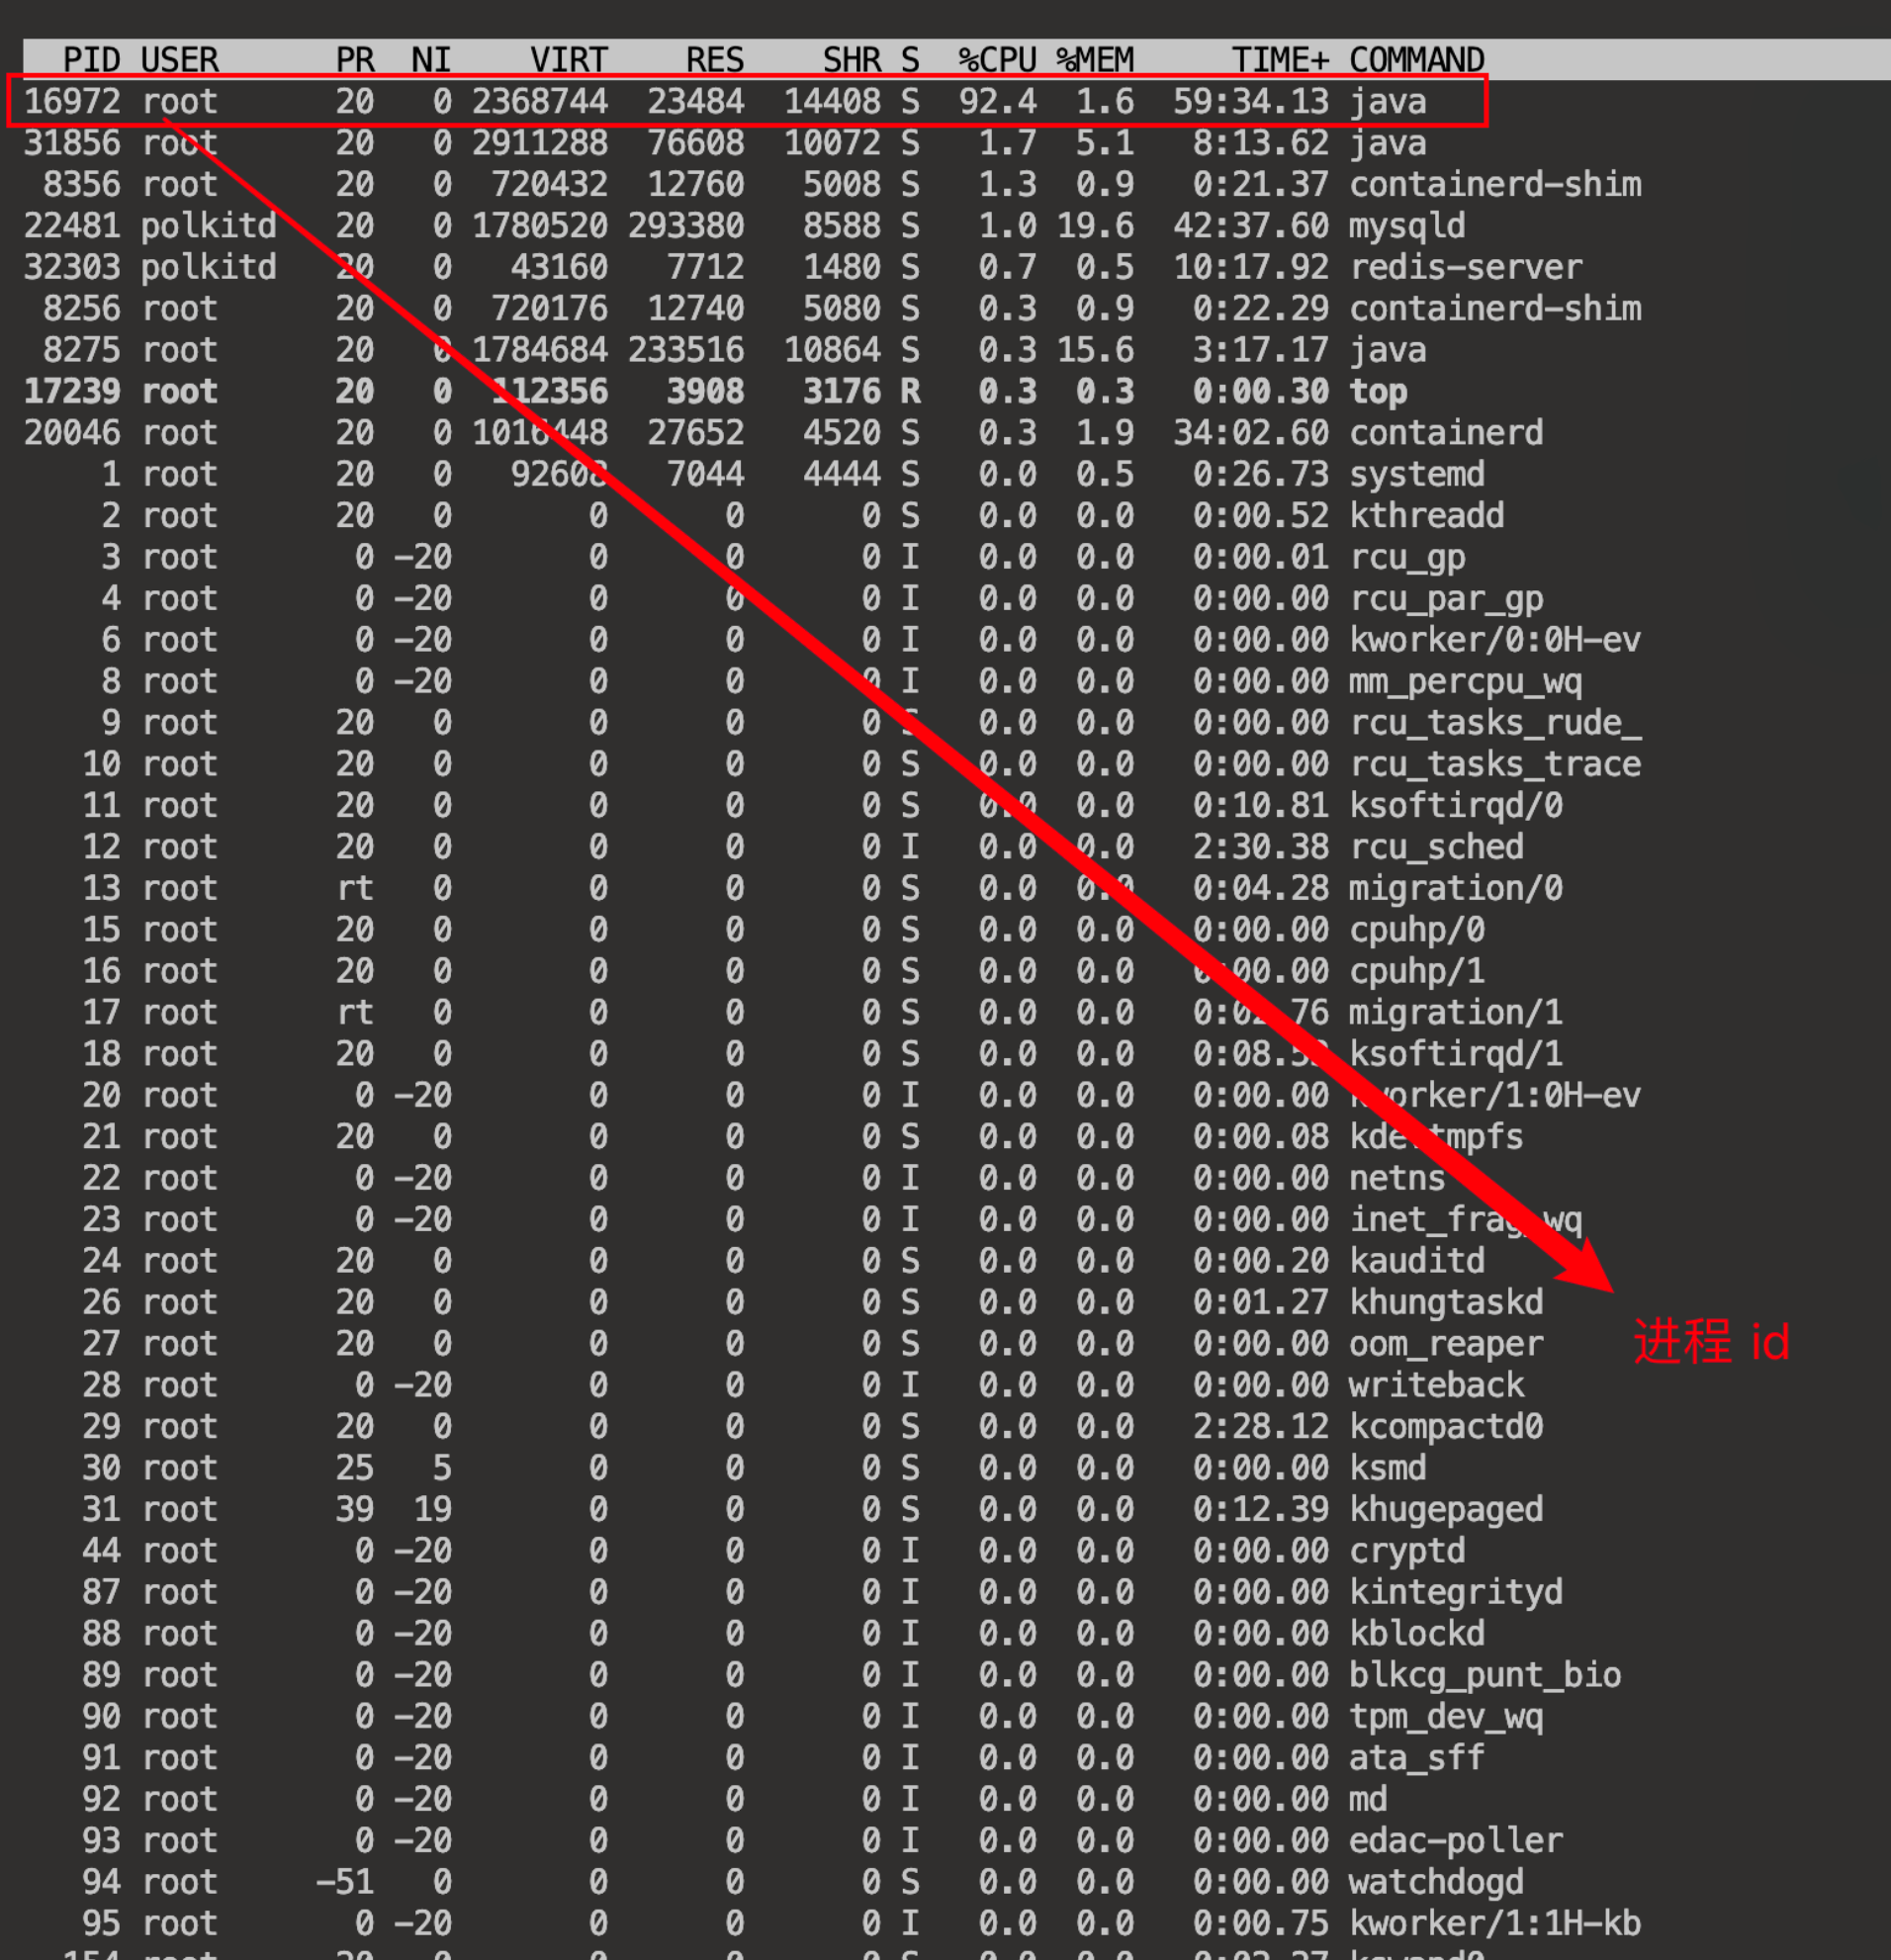 PID USER PR NI VIRT RES SHR S %CPU %MEM TIME+ COMMAND
16972 root 20 0 2368744 23484 14408 S 92.4 1.6 59:34.13 java
31856 root 20 0 2911288 76608 10072 S 1.7 5.1 8:13.62 java
8356 root 20 0 720432 12760 5008 S 1.3 0.9 0:21.37 containerd-shim
22481 polkitd 20 0 1780520 293380 8588 S 1.0 19.6 42:37.60 mysqld
32303 polkitd 20 0 43160 7712 1480 S 0.7 0.5 10:17.92 redis-server
8256 root 20 0 720176 12740 5080 S 0.3 0.9 0:22.29 containerd-shim
8275 root 20 0 1784684 233516 10864 S 0.3 15.6 3:17.17 java
17239 root 20 0 112356 3908 3176 R 0.3 0.3 0:00.30 top
20046 root 20 0 1016448 27652 4520 S 0.3 1.9 34:02.60 containerd
1 root 20 0 92608 7044 4444 S 0.0 0.5 0:26.73 systemd
2 root 20 0 0 0 0 S 0.0 0.0 0:00.52 kthreadd
3 root 0 -20 0 0 0 I 0.0 0.0 0:00.01 rcu_gp
4 root 0 -20 0 0 0 I 0.0 0.0 0:00.00 rcu_par_gp
6 root 0 -20 0 0 0 I 0.0 0.0 0:00.00 kworker/0:0H-ev
8 root 0 -20 0 0 0 I 0.0 0.0 0:00.00 mm_percpu_wq
9 root 20 0 0 0 0 S 0.0 0.0 0:00.00 rcu_tasks_rude_
10 root 20 0 0 0 0 S 0.0 0.0 0:00.00 rcu_tasks_trace
11 root 20 0 0 0 0 S 0.0 0.0 0:10.81 ksoftirqd/0
12 root 20 0 0 0 0 I 0.0 0.0 2:30.38 rcu_sched
13 root rt 0 0 0 0 S 0.0 0.0 0:04.28 migration/0
15 root 20 0 0 0 0 S 0.0 0.0 0:00.00 cpuhp/0
16 root 20 0 0 0 0 S 0.0 0.0 0:00.00 cpuhp/1
17 root rt 0 0 0 0 S 0.0 0.0 migration/1
18 root 20 0 0 0 0 S 0.0 0.0 ksoftirqd/1
20 root 0 -20 0 0 0 I 0.0 0.0 0:00.00 kworker/1:0H-ev
21 root 20 0 0 0 0 S 0.0 0.0 0:00.08 kdevtmpfs
22 root 0 -20 0 0 0 I 0.0 0.0 0:00.00 netns
23 root 0 -20 0 0 0 I 0.0 0.0 0:00.00 inet_frag_wq
24 root 20 0 0 0 0 S 0.0 0.0 0:00.20 kauditd
26 root 20 0 0 0 0 S 0.0 0.0 0:01.27 khungtaskd
进程 id
27 root 20 0 0 0 0 S 0.0 0.0 0:00.00 oom_reaper
28 root 0 -20 0 0 0 I 0.0 0.0 0:00.00 writeback
29 root 20 0 0 0 0 S 0.0 0.0 2:28.12 kcompactd0
30 root 25 5 0 0 0 S 0.0 0.0 0:00.00 ksmd
31 root 39 19 0 0 0 S 0.0 0.0 0:12.39 khugepaged
44 root 0 -20 0 0 0 I 0.0 0.0 0:00.00 cryptd
87 root 0 -20 0 0 0 I 0.0 0.0 0:00.00 kintegrityd
88 root 0 -20 0 0 0 I 0.0 0.0 0:00.00 kblockd
89 root 0 -20 0 0 0 I 0.0 0.0 0:00.00 blkcg_punt_bio
90 root 0 -20 0 0 0 I 0.0 0.0 0:00.00 tpm_dev_wq
91 root 0 -20 0 0 0 I 0.0 0.0 0:00.00 ata_sff
92 root 0 -20 0 0 0 I 0.0 0.0 0:00.00 md
93 root 0 -20 0 0 0 I 0.0 0.0 0:00.00 edac-poller
94 root -51 0 0 0 0 S 0.0 0.0 0:00.00 watchdogd
95 root 0 -20 0 0 0 I 0.0 0.0 0:00.75 kworker/1:1H-kb